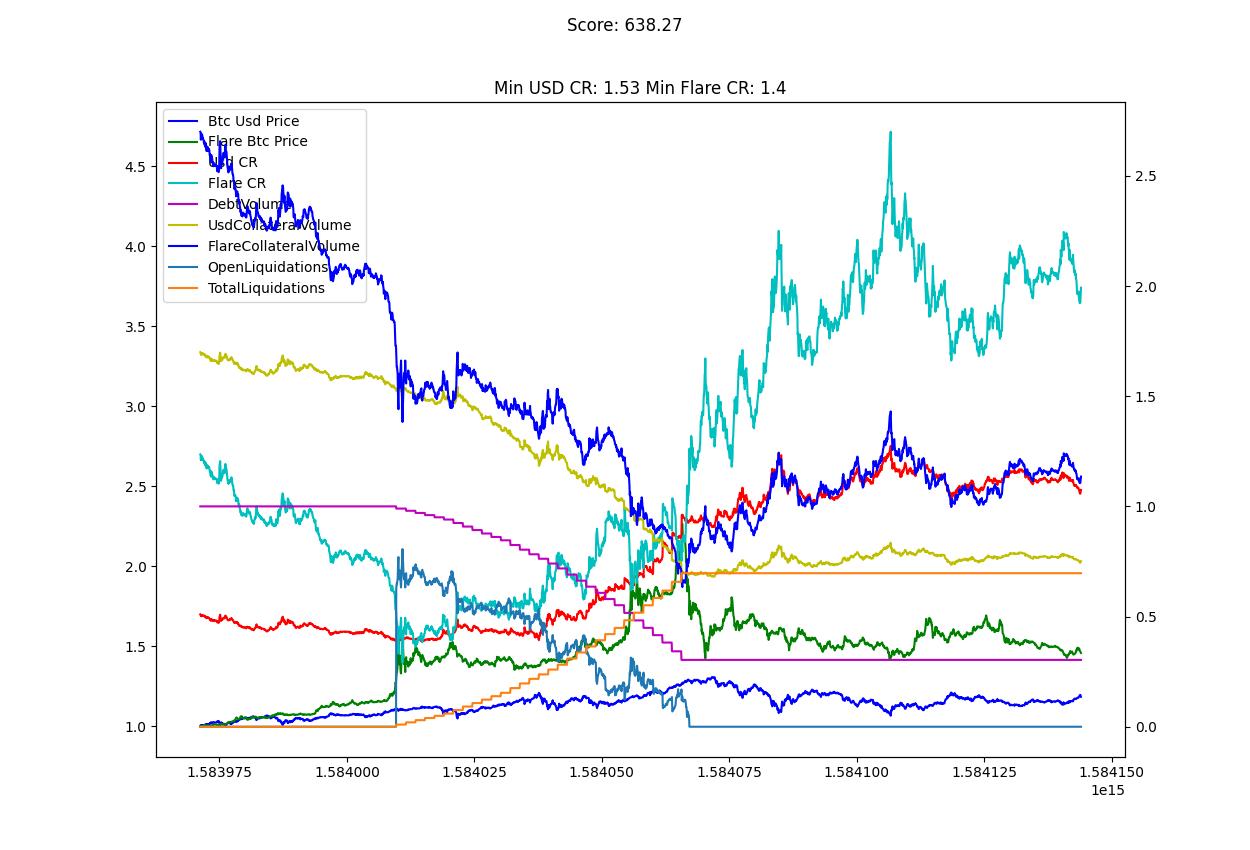 Score: 638.27
Min USD CR: 1.53 Min Flare CR: 1.4
Btc Usd Price
Flare Btc Price
Usd CR
Flare CR
DebtVolume
UsdCollateralVolume
FlareCollateralVolume
OpenLiquidations
TotalLiquidations
4.5
4.0
3.5
3.0
2.5
2.0
1.5
1.0
2.5
2.0
1.5
1.0
0.5
0.0
1.583975 1.584000 1.584025 1.584050 1.584075 1.584100 1.584125 1.584150
1e15